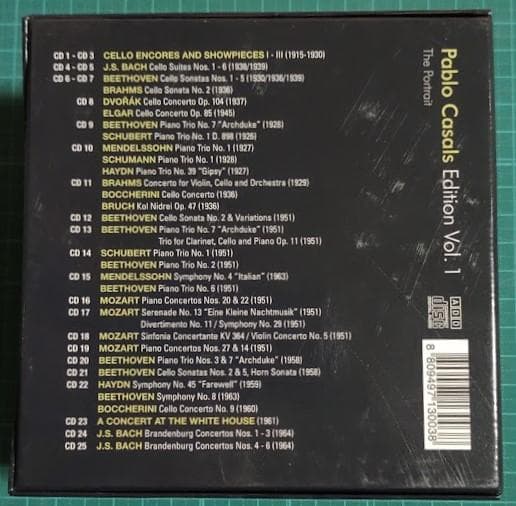 CD 1 - CD 3 CELLO ENCORES AND SHOWPIECES I - III (1915-1930)
CD 4 - CD 5 J.S. BACH Cello Suites Nos. 1 - 6 (1938/1939)
CD 6 - CD 7 BEETHOVEN Cello Sonatas Nos. 1 - 5 (1930/1936/1939)
BRAHMS Cello Sonata No. 2 (1936)
CD 8 DVOŘÁK Cello Concerto Op. 104 (1937)
ELGAR Cello Concerto Op. 85 (1945)
CD 9 BEETHOVEN Piano Trio No. 7 "Archduke" (1928)
SCHUBERT Piano Trio No. 1 D. 898 (1926)
CD 10 MENDELSSOHN Piano Trio No. 1 (1927)
SCHUMANN Piano Trio No. 1 (1928)
HAYDN Piano Trio No. 39 "Gipsy" (1927)
CD 11 BRAHMS Concerto for Violin, Cello and Orchestra (1929)
BOCCHERINI Cello Concerto (1936)
BRUCH Kol Nidrei Op. 47 (1936)
CD 12 BEETHOVEN Cello Sonata No. 2 & Variations (1951)
CD 13 BEETHOVEN Piano Trio No. 7 "Archduke" (1951)
Trio for Clarinet, Cello and Piano Op. 11 (1951)
CD 14 SCHUBERT Piano Trio No. 1 (1951)
BEETHOVEN Piano Trio No. 2 (1951)
CD 15 MENDELSSOHN Symphony No. 4 "Italian" (1963)
BEETHOVEN Piano Trio No. 6 (1951)
CD 16 MOZART Piano Concertos Nos. 20 & 22 (1951)
CD 17 MOZART Serenade No. 13 "Eine Kleine Nachtmusik" (1951)
Divertimento No. 11 / Symphony No. 29 (1951)
CD 18 MOZART Sinfonie Concertante KV 364 / Violin Concerto No. 5 (1951)
CD 19 MOZART Piano Concertos Nos. 27 & 14 (1951)
CD 20 BEETHOVEN Piano Trios Nos. 3 & 7 "Archduke" (1958)
CD 21 BEETHOVEN Cello Sonatas Nos. 2 & 5, Horn Sonata (1958)
CD 22 HAYDN Symphony No. 45 "Farewell" (1959)
BEETHOVEN Symphony No. 8 (1963)
BOCCHERINI Cello Concerto No. 9 (1960)
CD 23 A CONCERT AT THE WHITE HOUSE (1961)
CD 24 J.S. BACH Brandenburg Concertos Nos. 1 - 3 (1964)
CD 25 J.S. BACH Brandenburg Concertos Nos. 4 - 6 (1964)
Pablo Casals Edition Vol. 1
The Portrait
ADD
disc
8 809497 130038